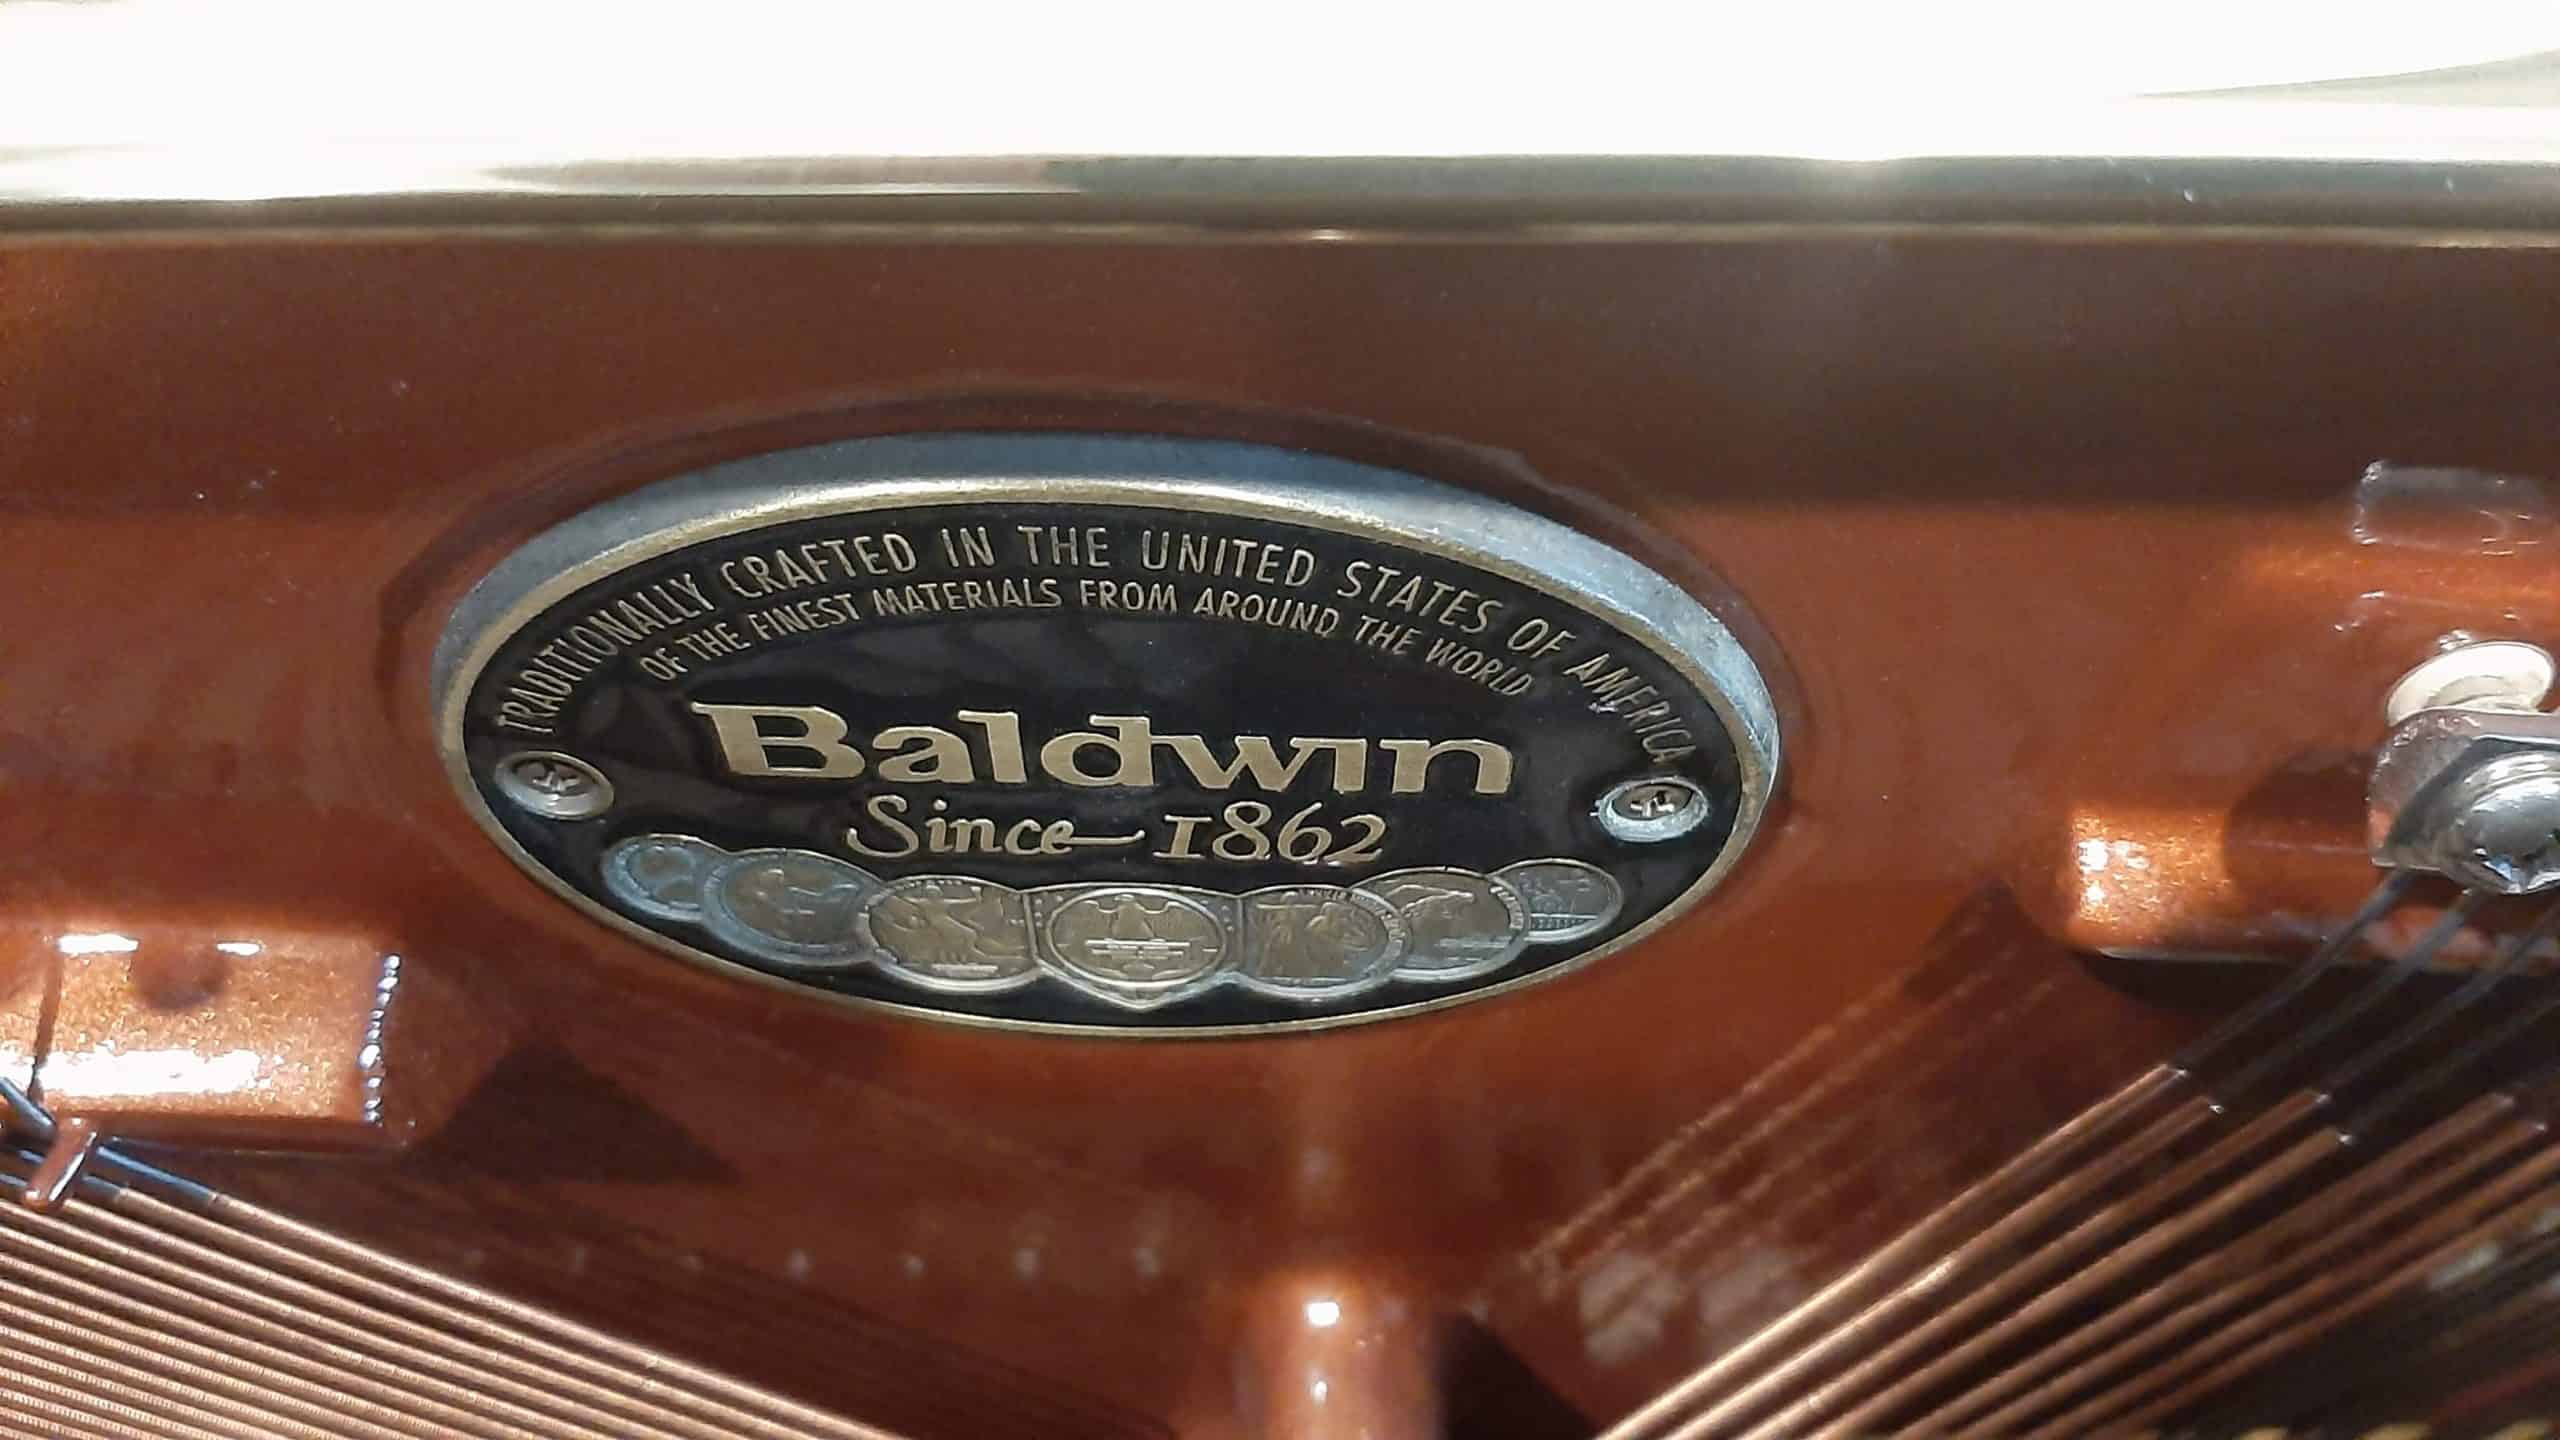 TRADITIONALLY CRAFTED IN THE UNITED STATES OF AMERICA
OF THE FINEST MATERIALS FROM AROUND THE WORLD
Baldwin
Since 1862